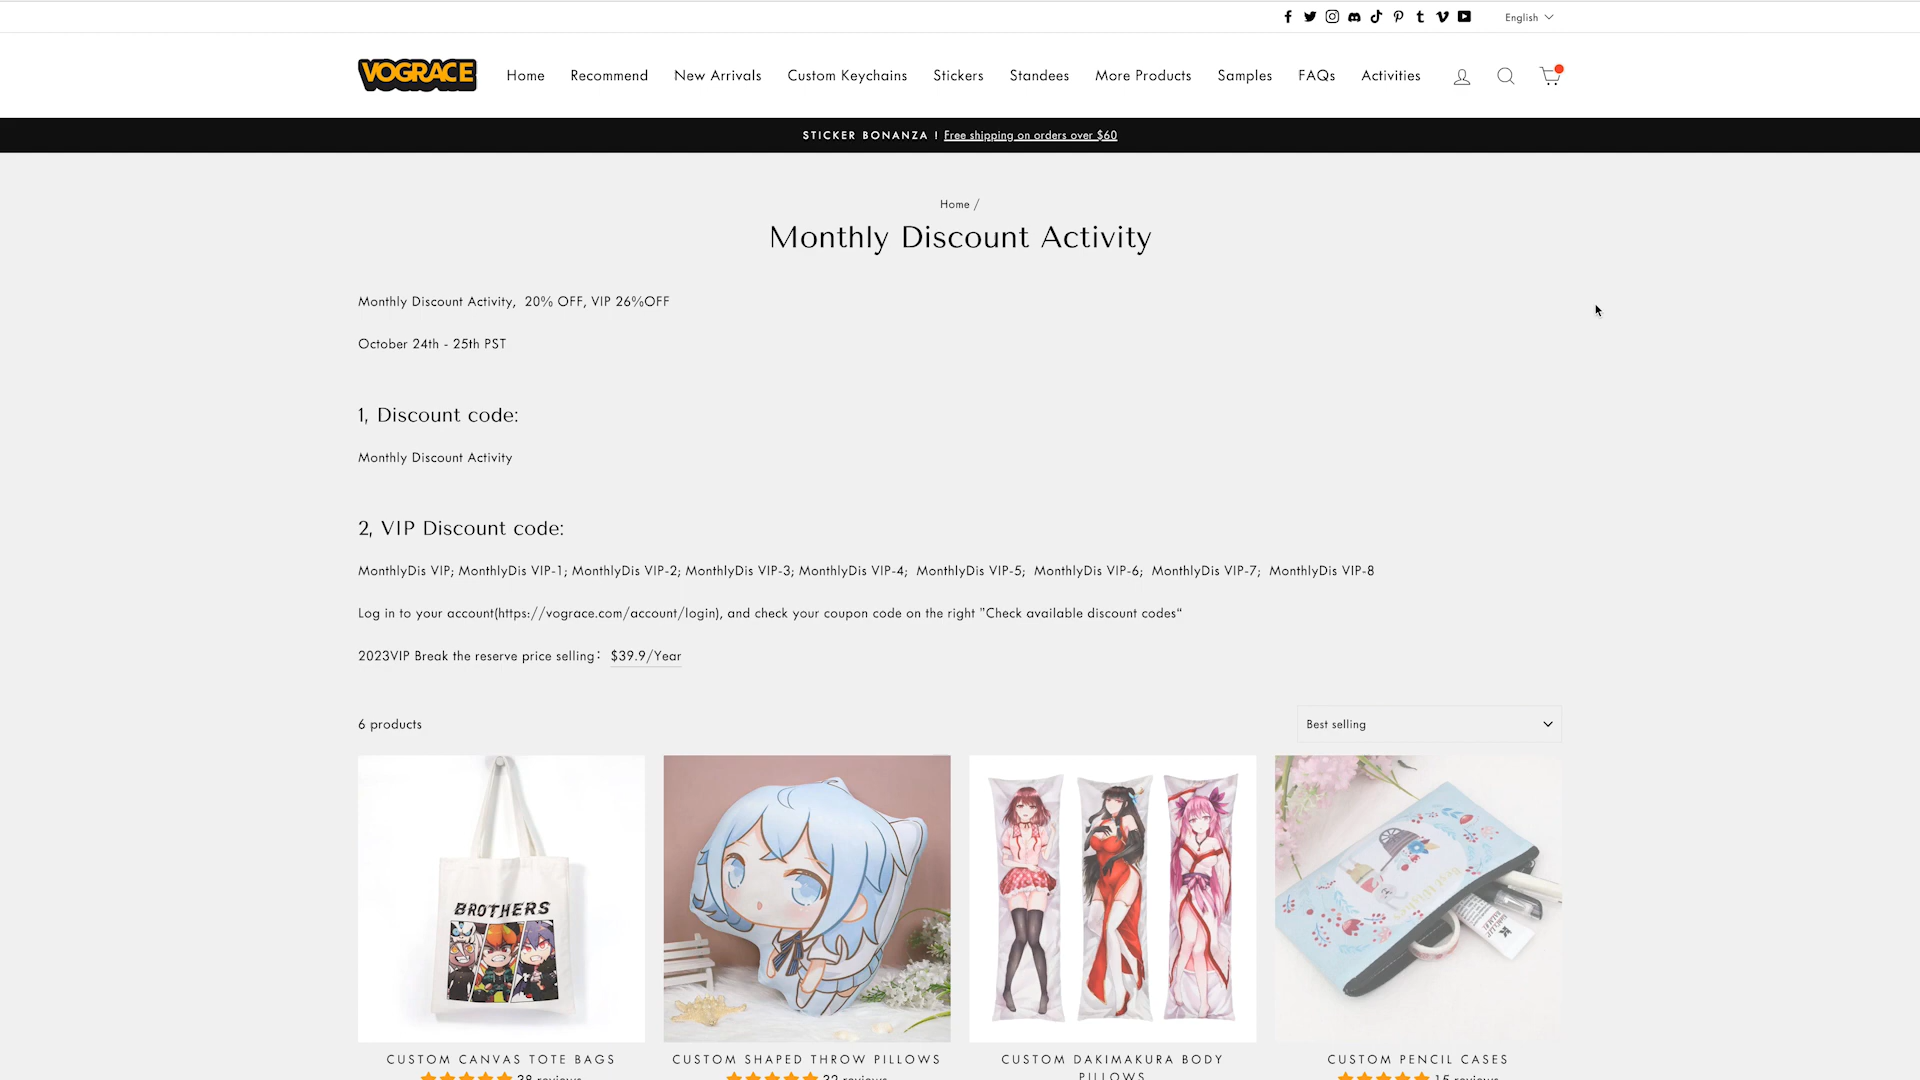 English
VOGRACE
Home
Recommend
New Arrivals
Custom Keychains
Stickers
Standees
More Products
Samples
FAQs
Activities
STICKER BONANZA ! Free shipping on orders over $60
Home /
Monthly Discount Activity
Monthly Discount Activity,  20% OFF, VIP 26%OFF
October 24th - 25th PST
1, Discount code:
Monthly Discount Activity
2, VIP Discount code:
MonthlyDis VIP; MonthlyDis VIP-1; MonthlyDis VIP-2; MonthlyDis VIP-3; MonthlyDis VIP-4;  MonthlyDis VIP-5;  MonthlyDis VIP-6;  MonthlyDis VIP-7;  MonthlyDis VIP-8
Log in to your account(https://vograce.com/account/login), and check your coupon code on the right "Check available discount codes“
2023VIP Break the reserve price selling： $39.9/Year
6 products
Best selling
BROTHERS
CUSTOM CANVAS TOTE BAGS
38 reviews
CUSTOM SHAPED THROW PILLOWS
32 reviews
CUSTOM DAKIMAKURA BODY
PILLOWS
CUSTOM PENCIL CASES
15 reviews